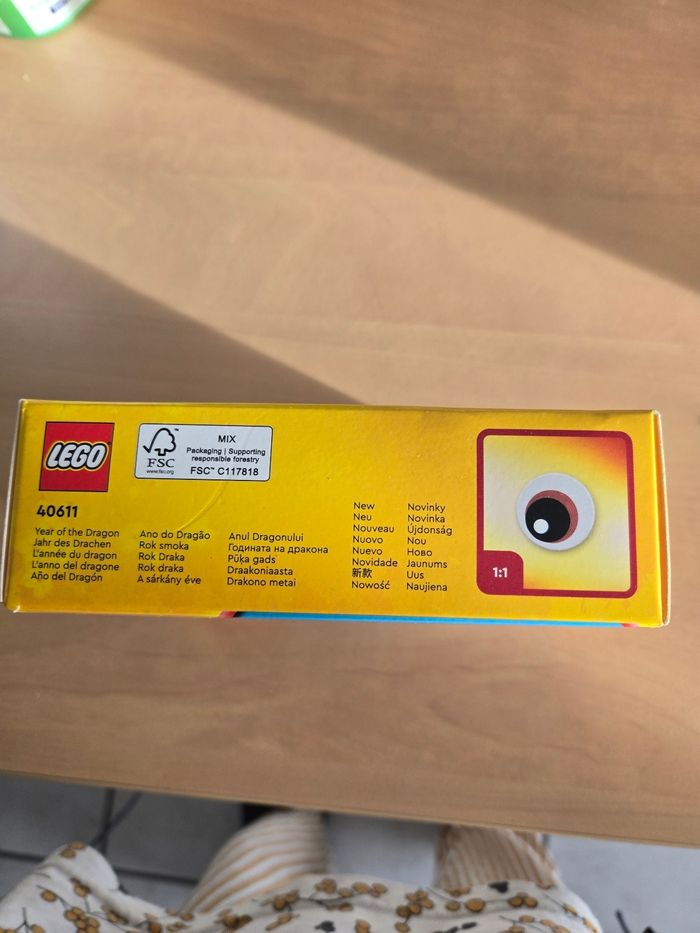 LEGO
FSC™
www.fsc.org
MIX
Packaging | Supporting
responsible forestry
FSC™ C117818
40611
Year of the Dragon
Jahr des Drachen
L'année du dragon
L'anno del dragone
Año del Dragón
Ano do Dragão
Rok smoka
Rok Draka
Rok draka
A sárkány éve
Anul Dragonului
Годината на дракона
Pūķa gads
Draakoniaasta
Drakono metai
New
Neu
Nouveau
Nuovo
Nuevo
Novidade
新款
Nowość
Novinky
Novinka
Újdonság
Nou
Ново
Jaunums
Uus
Naujiena
1:1